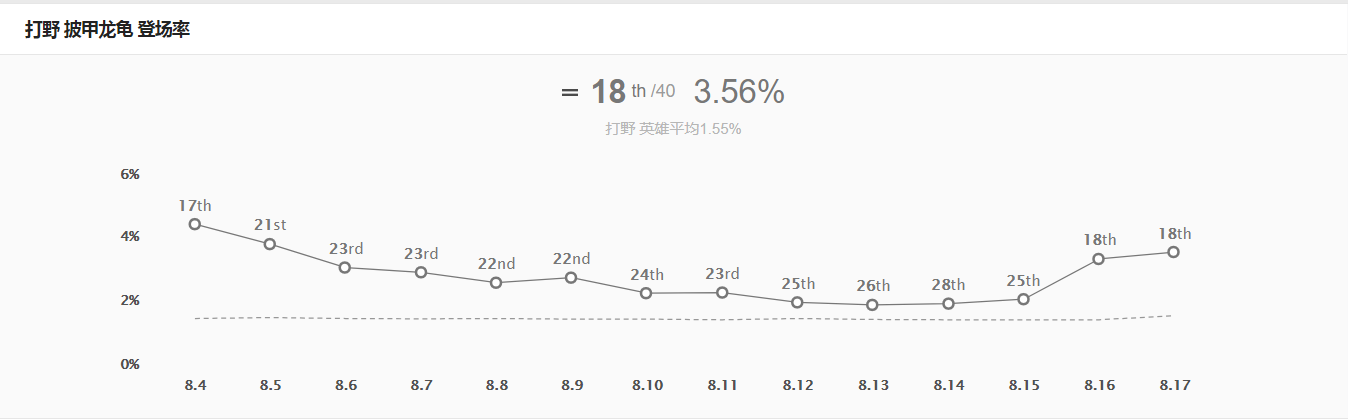 打野 披甲龙龟 登场率
= 18 th /40 3.56%
打野 英雄平均1.55%
6%
4%
2%
0%
17th 21st 23rd 23rd 22nd 22nd 24th 23rd 25th 26th 28th 25th 18th 18th
8.4 8.5 8.6 8.7 8.8 8.9 8.10 8.11 8.12 8.13 8.14 8.15 8.16 8.17